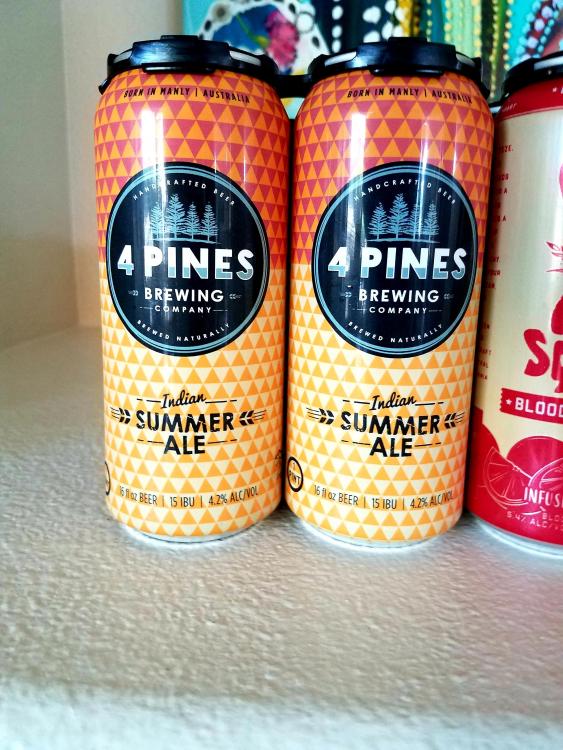 BORN IN MANLY | AUSTRALIA
HANDCRAFTED BEER
4 PINES
BREWING
COMPANY
BREWED NATURALLY
Indian
SUMMER
ALE
16 fl oz BEER | 15 IBU | 4.2% ALC/VOL
BORN IN MANLY | AUSTRALIA
HANDCRAFTED BEER
4 PINES
BREWING
COMPANY
BREWED NATURALLY
Indian
SUMMER
ALE
PINT
16 fl oz BEER | 15 IBU | 4.2% ALC/VOL
BLOOD